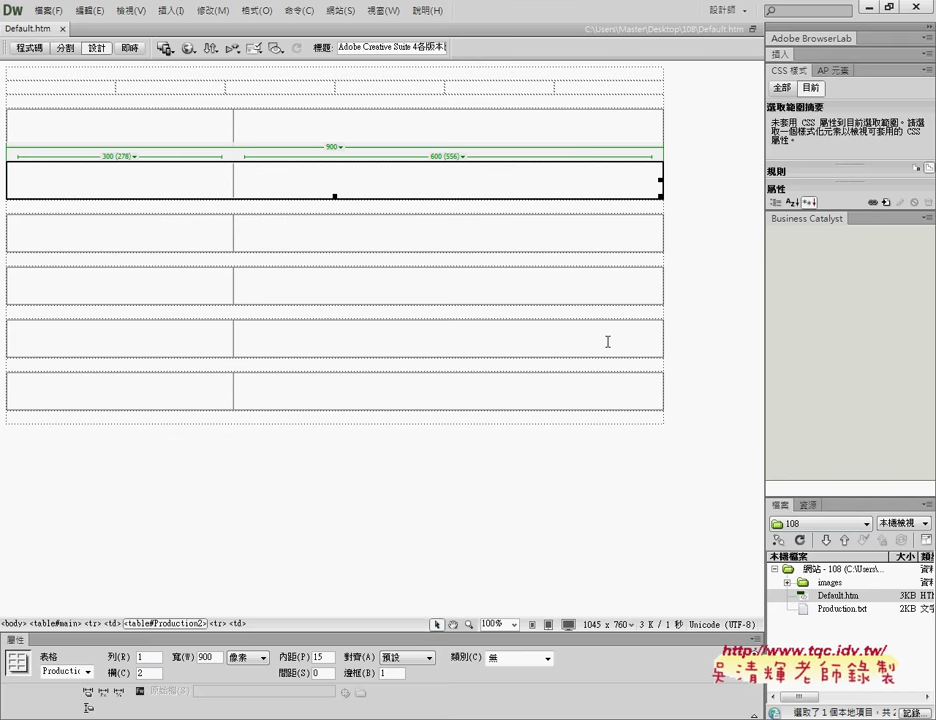 Dw 檔案(F) 編輯(E) 檢視(V) 插入(I) 修改(M) 格式(O) 命令(C) 網站(S) 視窗(W) 說明(H) 設計師
Default.htm
C:\Users\Master\Desktop\108\Default.htm
程式碼 分割 設計 即時 標題: Adobe Creative Suite 4各版本
Adobe BrowserLab
插入
CSS 樣式 AP 元素
全部 目前
選取範圍摘要
未套用 CSS 屬性到目前選取範圍。請選
取一個樣式化元素以檢視可套用的 CSS
屬性。
規則
屬性
Business Catalyst
900
300 (278) 600 (556)
檔案 資源
108 本機檢視
本機檔案 大小 類
網站 - 108 (C:\Users\...
images
Default.htm 3KB HT
Production.txt 2KB 文
<body> <table#main> <tr> <td> <table#Production2> <tr> <td> 100% 1045 x 760 3 K / 1 秒 Unicode (UTF-8)
屬性
表格 列(R) 1 寬(W) 900 像素 內距(P) 15 對齊(A) 預設 類別(C) 無
Productic 欄(C) 2 間距(S) 0 邊框(B) 1
原始檔(S)
http://www.tqc.idv.tw/
吳清輝老師錄製
選取了 1 個本地項目，共 2 記錄...